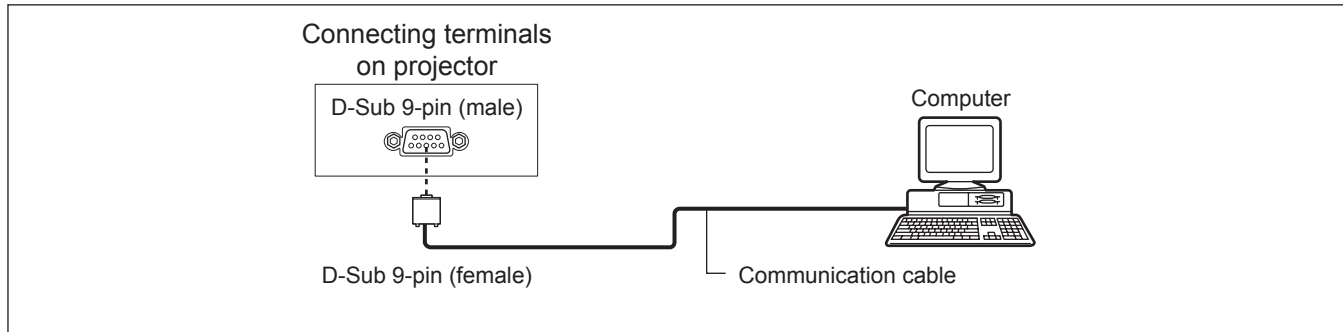 Connecting terminals
on projector
D-Sub 9-pin (male)
Computer
D-Sub 9-pin (female)
Communication cable